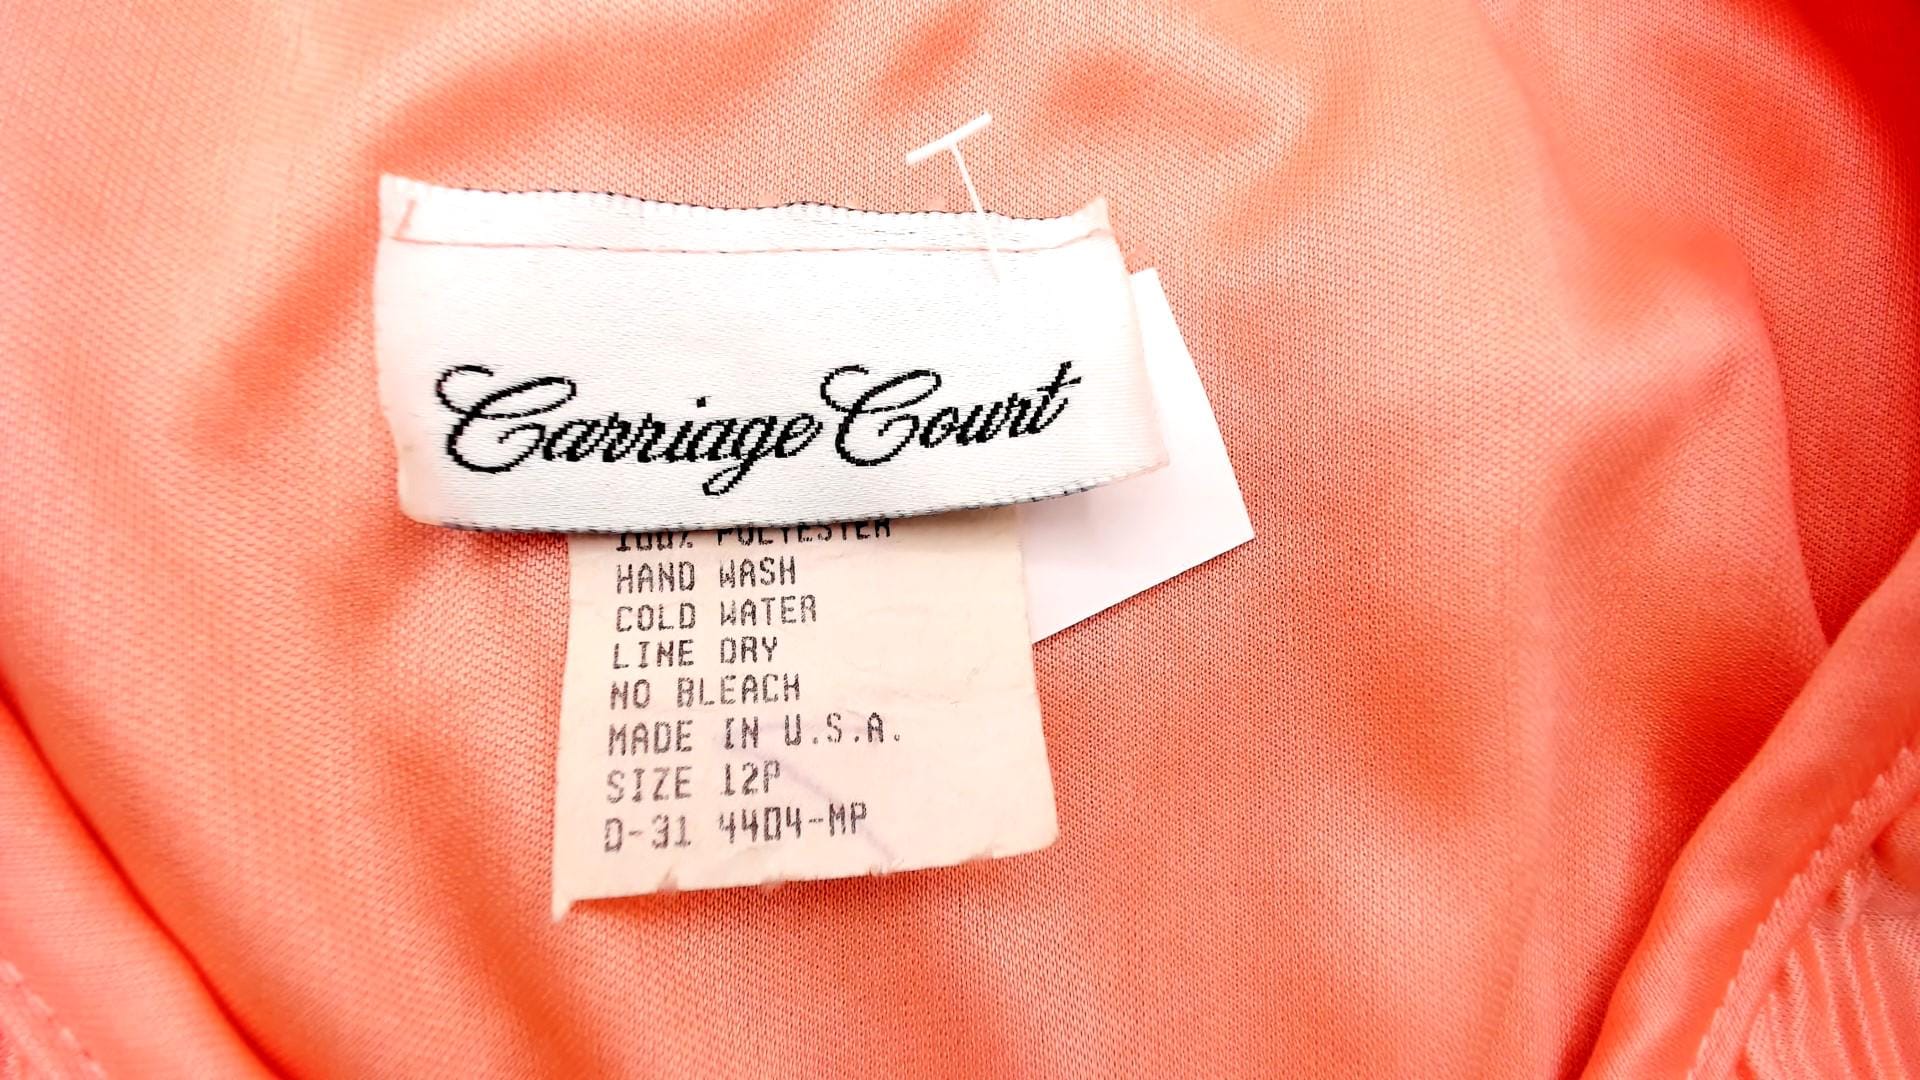 Carriage Court
100% POLYESTER
HAND WASH
COLD WATER
LINE DRY
NO BLEACH
MADE IN U.S.A.
SIZE 12P
D-31 4404-MP